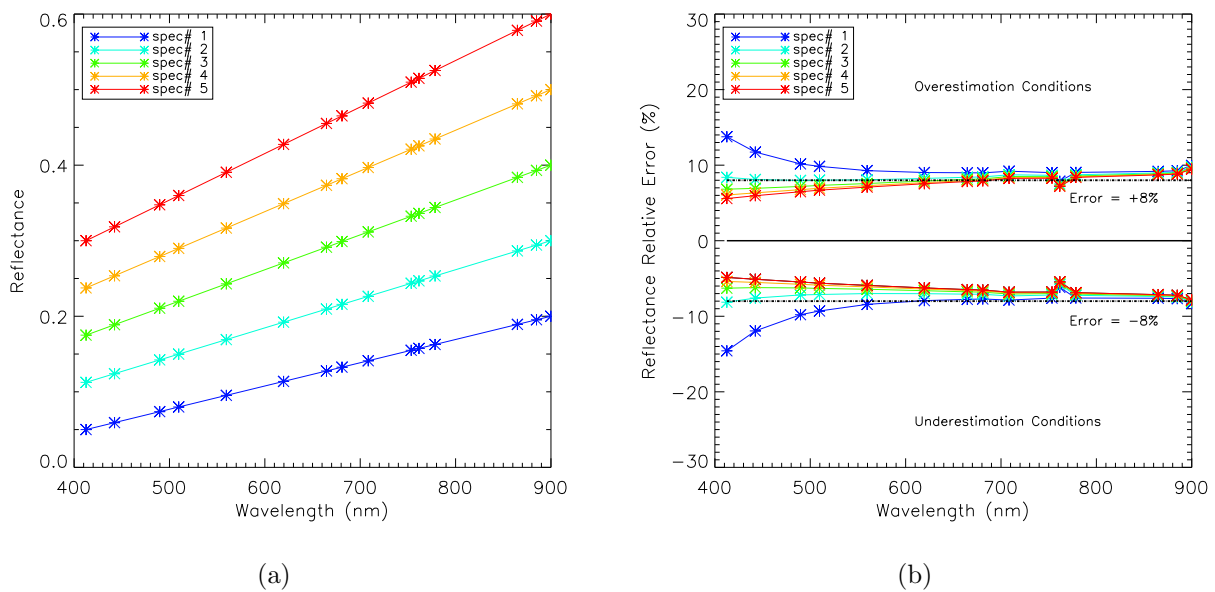 0.6
0.4
0.2
0.0
Reflectance
spec# 1
spec# 2
spec# 3
spec# 4
spec# 5
400 500 600 700 800 900
Wavelength (nm)
(a)
30
20
10
0
−10
−20
−30
Reflectance Relative Error (%)
spec# 1
spec# 2
spec# 3
spec# 4
spec# 5
Overestimation Conditions
Error = +8%
Error = −8%
Underestimation Conditions
400 500 600 700 800 900
Wavelength (nm)
(b)